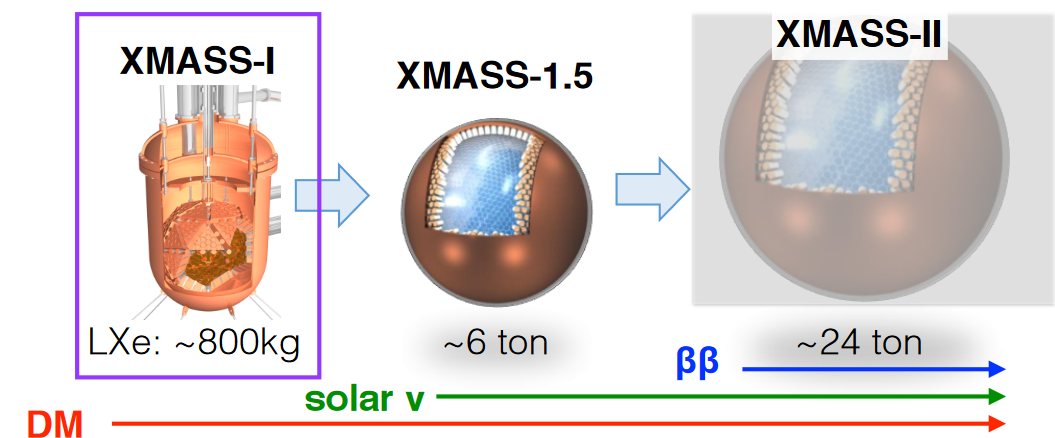 XMASS-I
XMASS-1.5
XMASS-II
LXe: ~800kg
~6 ton
~24 ton
ββ
solar ν
DM